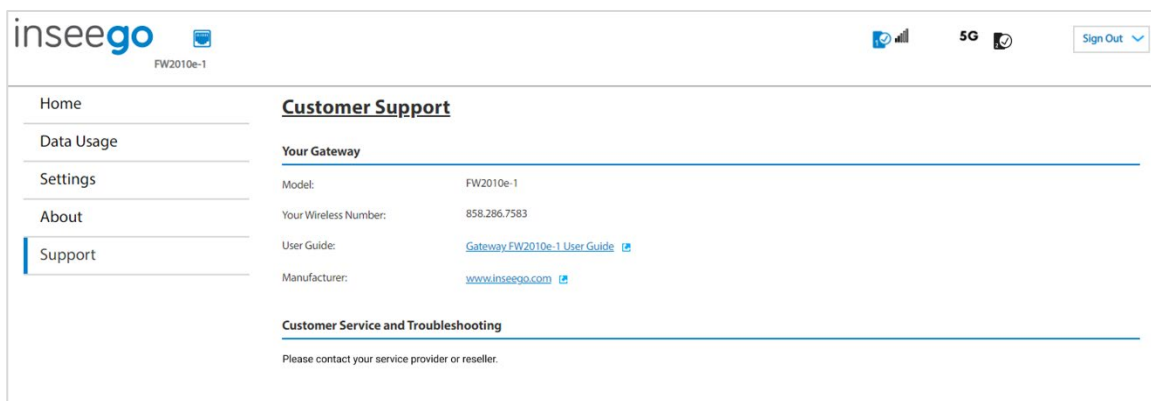 inseego
FW2010e-1
5G
Sign Out
Home
Data Usage
Settings
About
Support
Customer Support
Your Gateway
Model: FW2010e-1
Your Wireless Number: 858.286.7583
User Guide: Gateway FW2010e-1 User Guide
Manufacturer: www.inseego.com
Customer Service and Troubleshooting
Please contact your service provider or reseller.